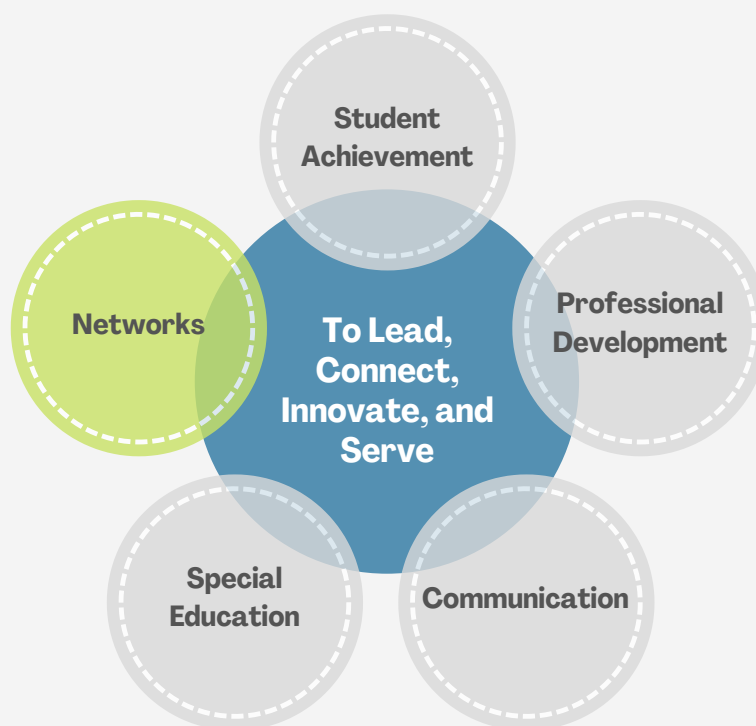 Student
Achievement
Networks
Professional
Development
To Lead,
Connect,
Innovate, and
Serve
Special
Education
Communication